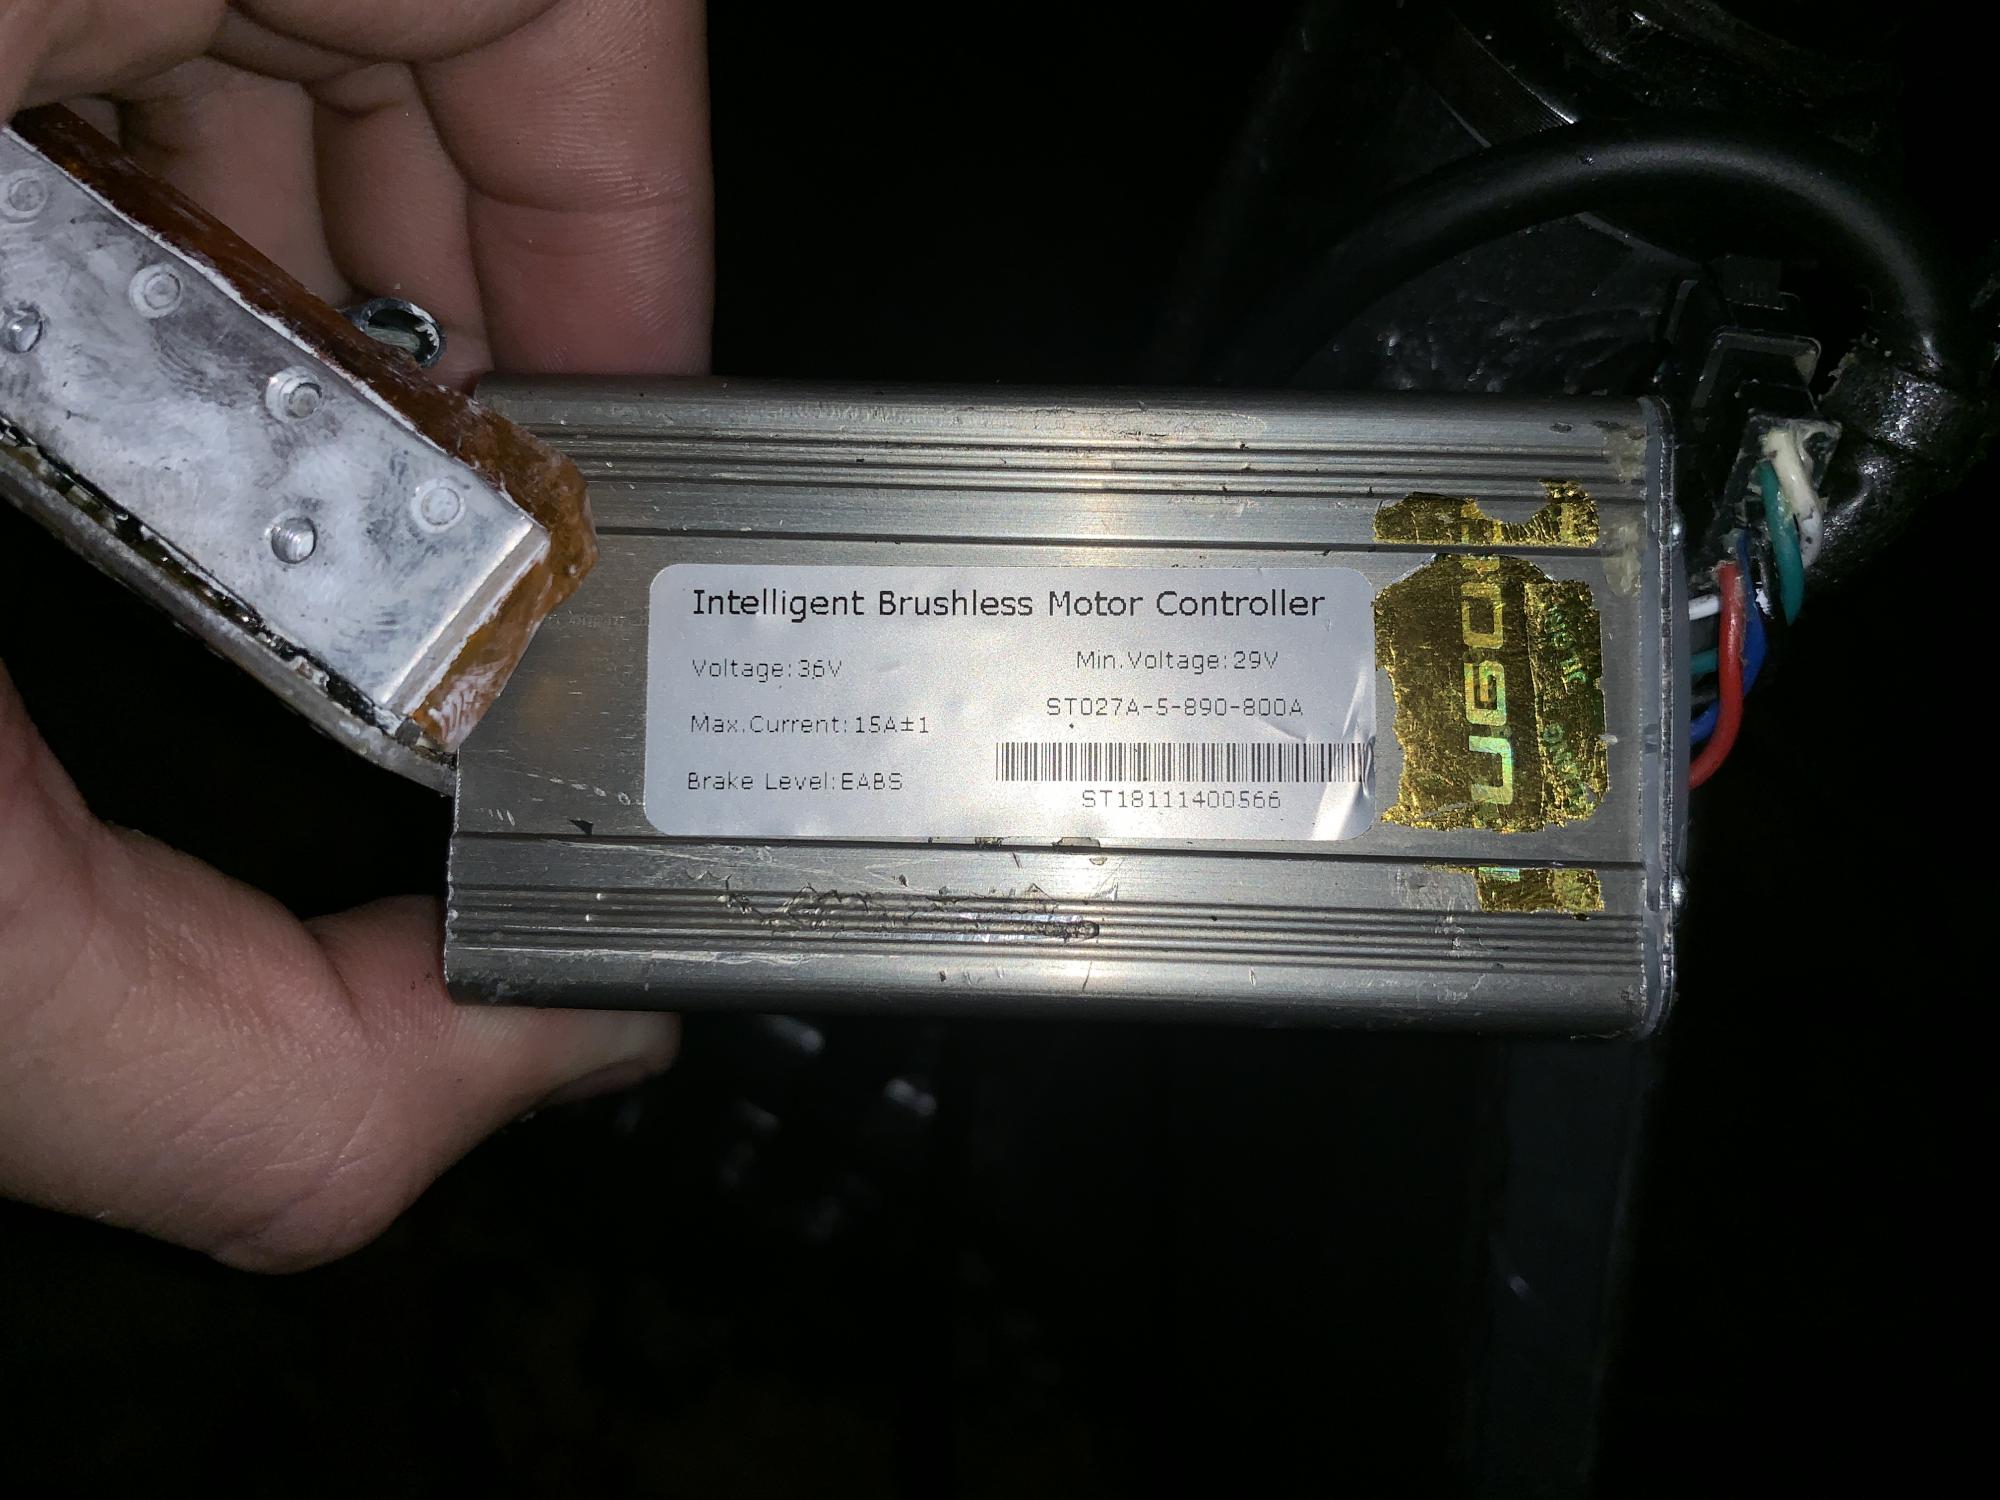 Intelligent Brushless Motor Controller
Voltage:36V
Min.Voltage:29V
ST027A-5-890-800A
Max.Current:15A±1
Brake Level:EABS
ST18111400566